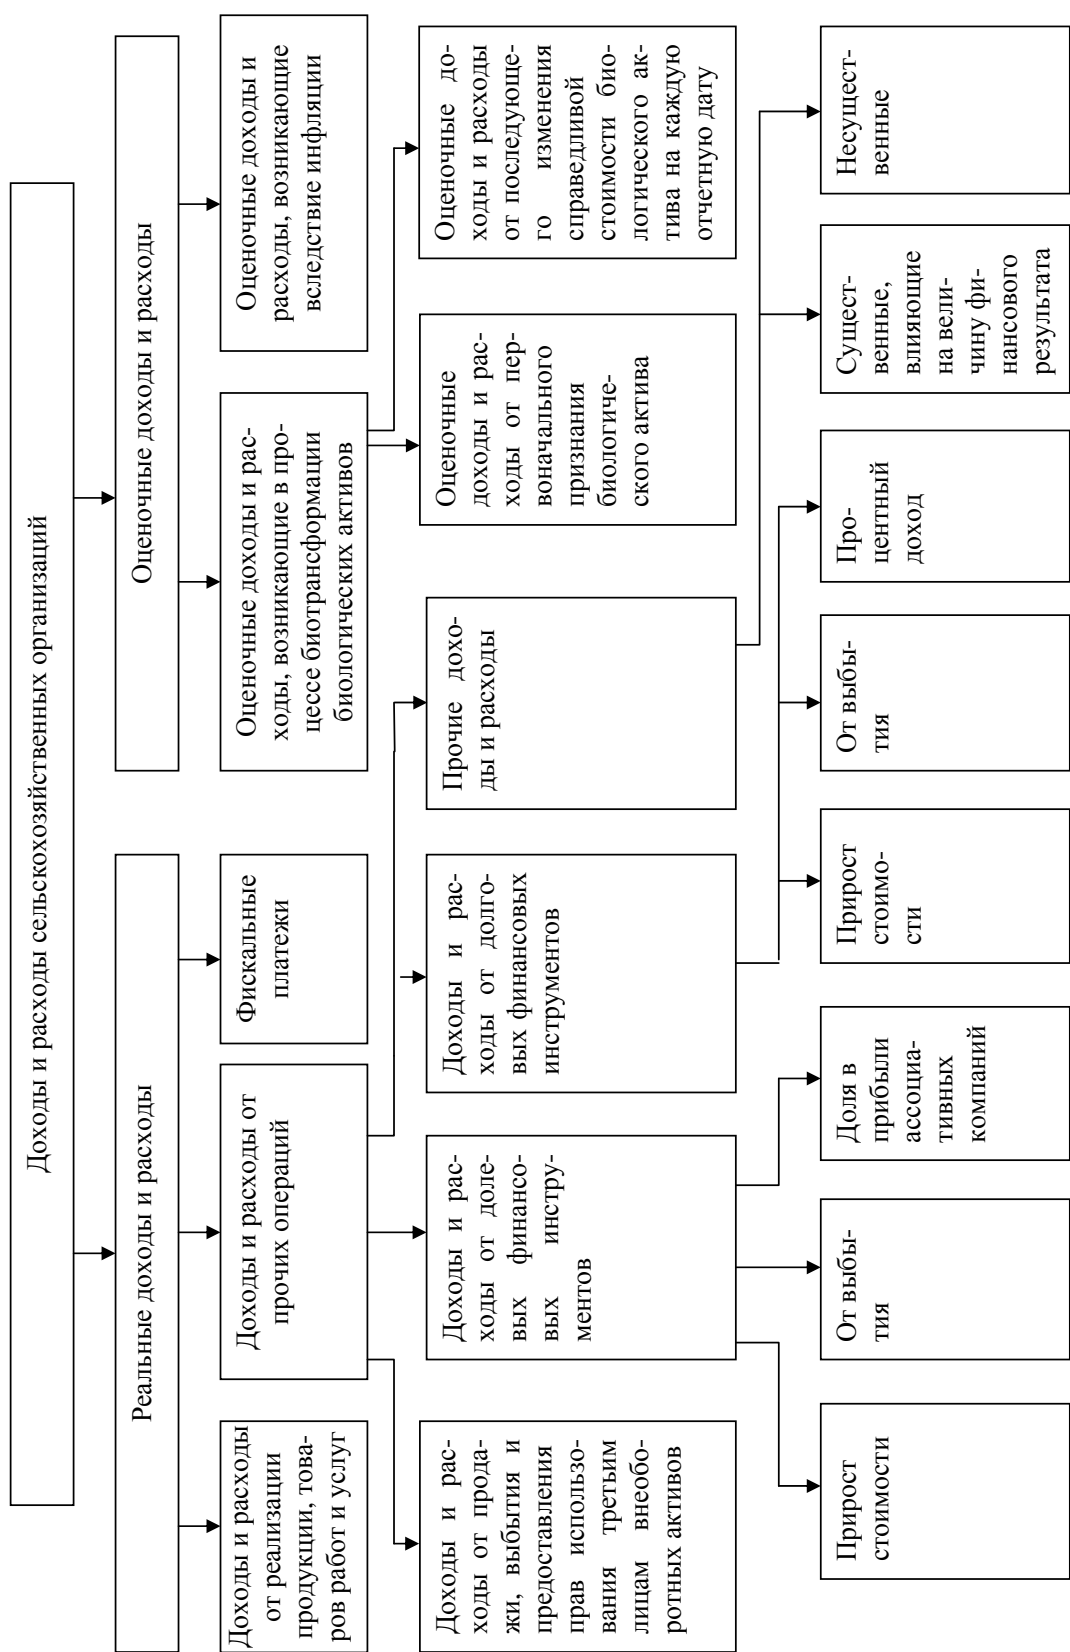 Доходы и расходы сельскохозяйственных организаций
Реальные доходы и расходы
Оценочные доходы и расходы
Доходы и расходы
от реализации
продукции, това-
ров работ и услуг
Доходы и расходы от
прочих операций
Фискальные
платежи
Оценочные доходы и рас-
ходы, возникающие в про-
цессе биотрансформации
биологических активов
Оценочные доходы и
расходы, возникающие
вследствие инфляции
Доходы и рас-
ходы от прода-
жи, выбытия и
предоставления
прав использо-
вания третьим
лицам внеобо-
ротных активов
Доходы и рас-
ходы от доле-
вых финансо-
вых инстру-
ментов
Доходы и рас-
ходы от долго-
вых финансовых
инструментов
Прочие дохо-
ды и расходы
Оценочные
доходы и рас-
ходы от пер-
воначального
признания
биологиче-
ского актива
Оценочные до-
ходы и расходы
от последующе-
го изменения
справедливой
стоимости био-
логического ак-
тива на каждую
отчетную дату
Прирост
стоимости
От выбы-
тия
Доля в
прибыли
ассоциа-
тивных
компаний
Прирост
стоимо-
сти
От выбы-
тия
Про-
центный
доход
Сущест-
венные,
влияющие
на вели-
чину фи-
нансового
результата
Несущест-
венные